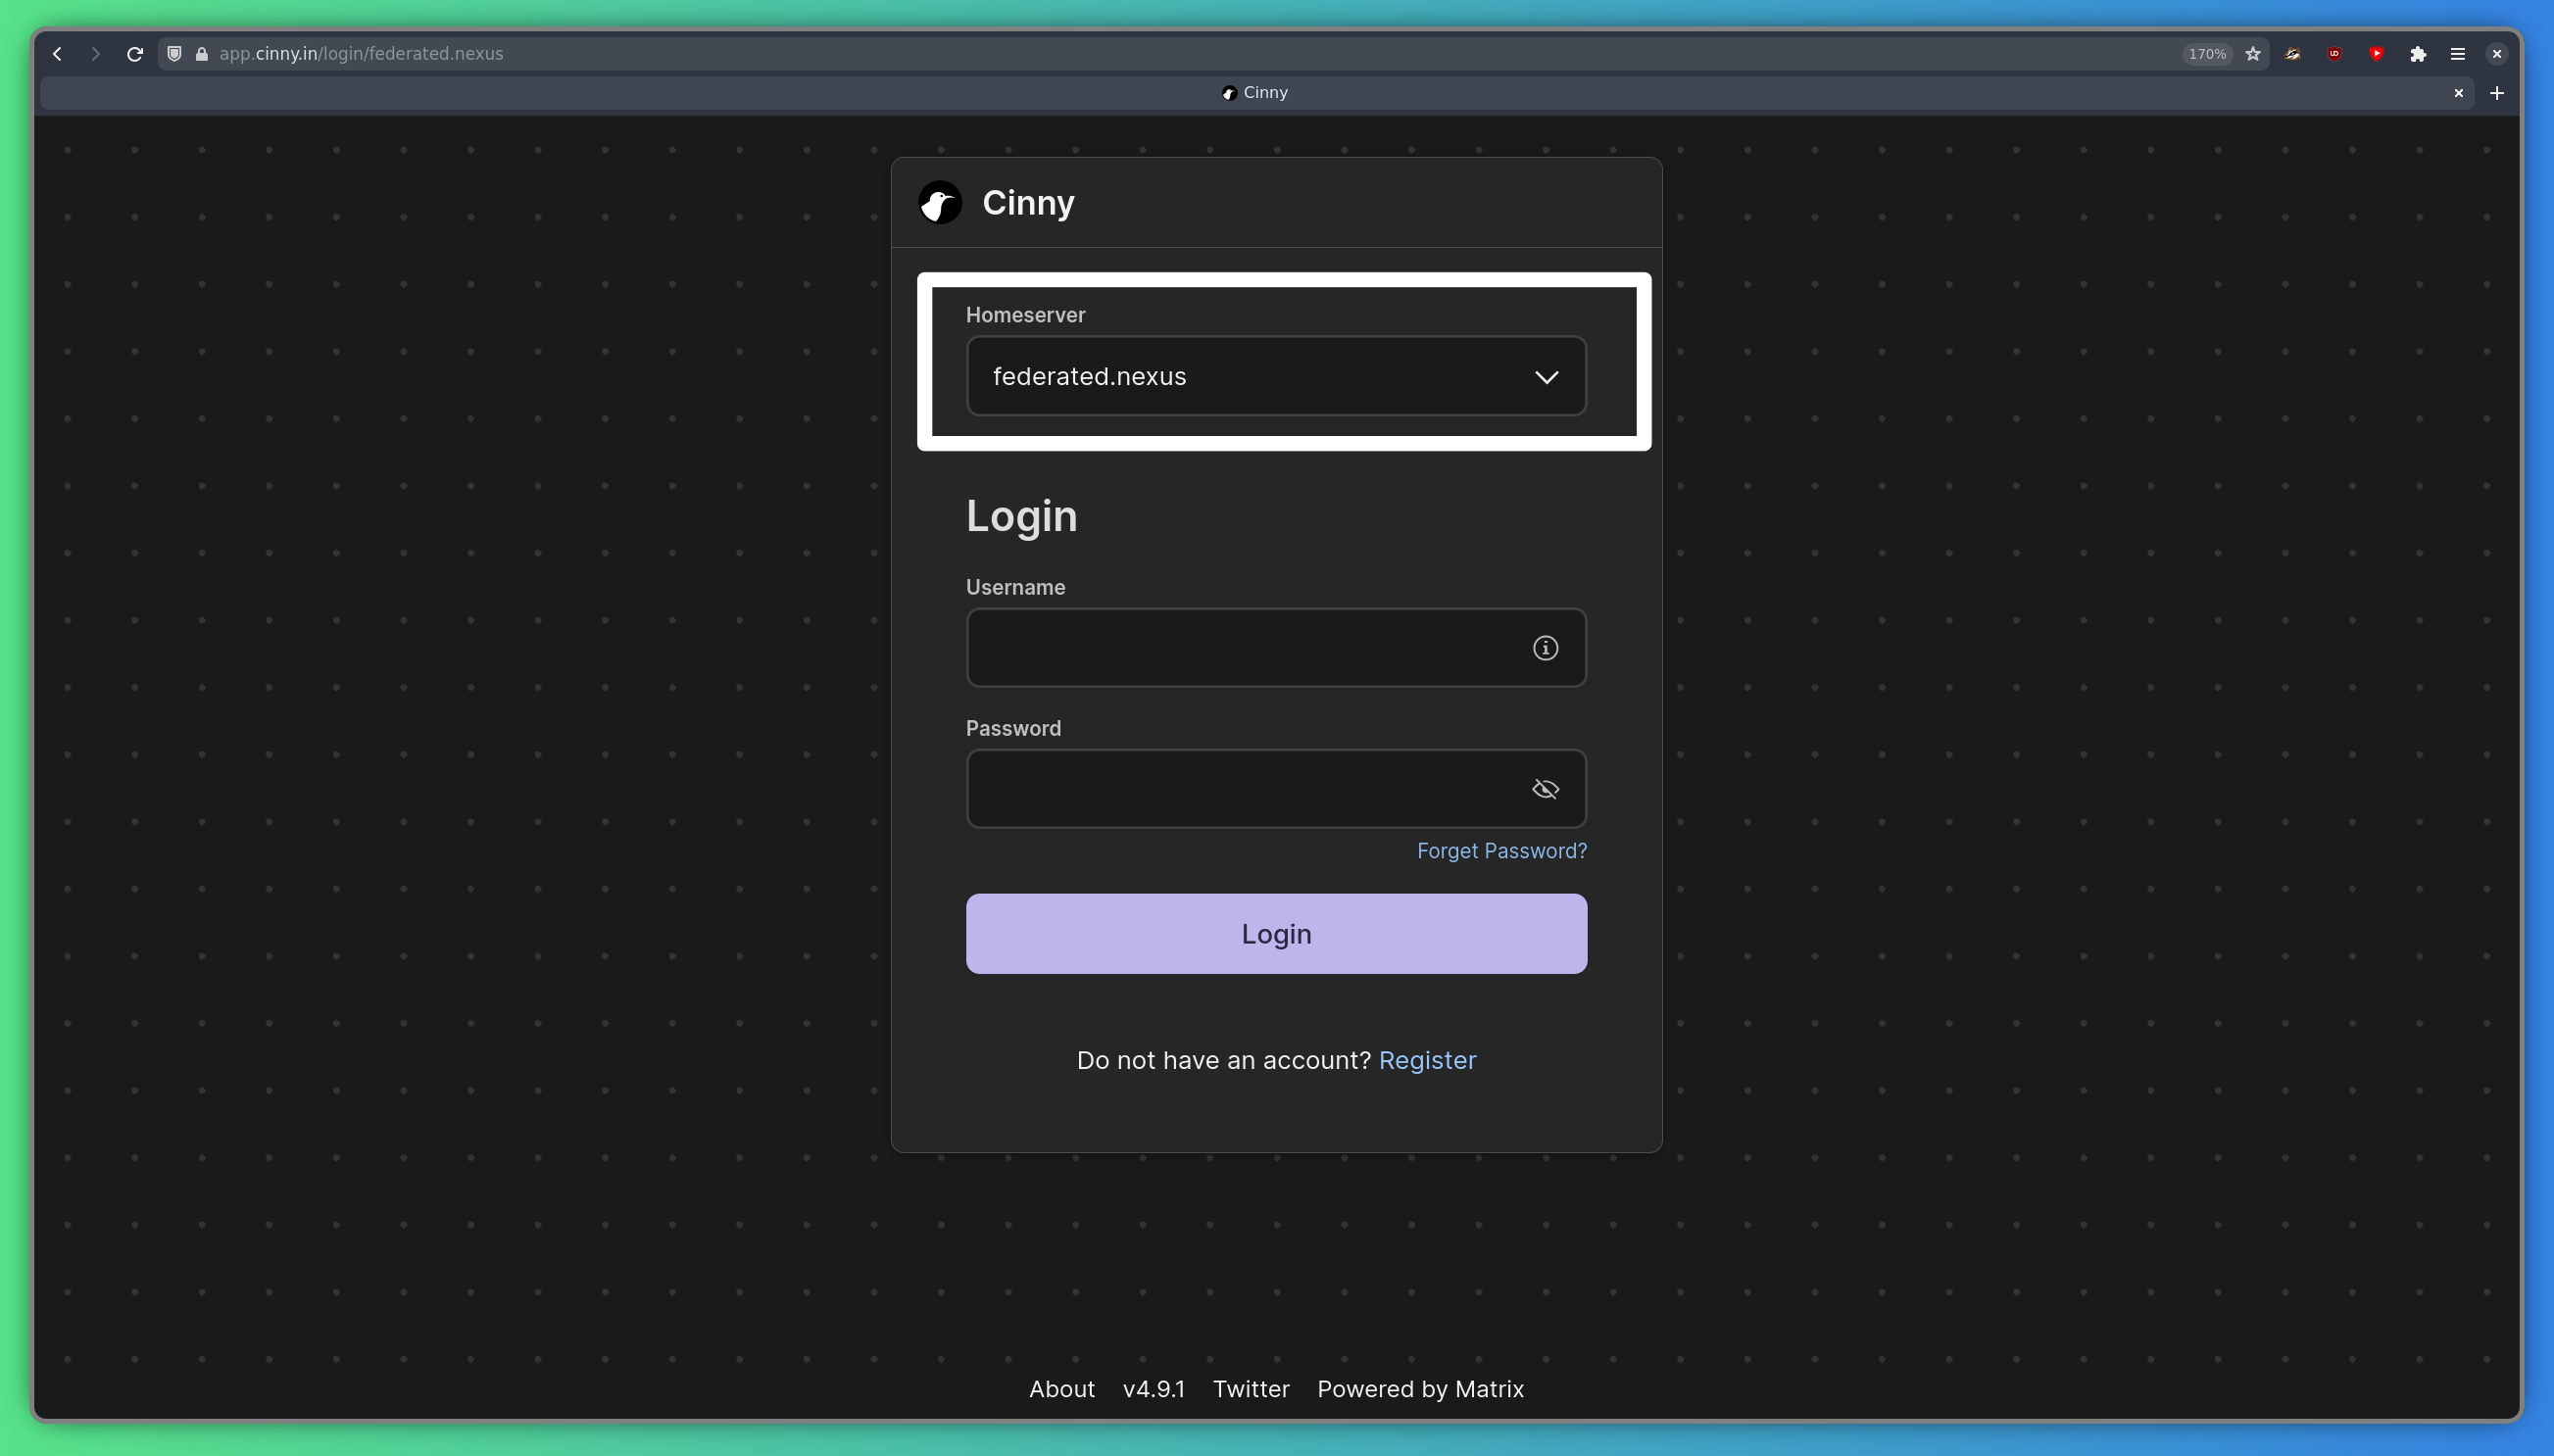 app.cinny.in/login/federated.nexus
170%
Cinny
Cinny
Homeserver
federated.nexus
Login
Username
Password
Forget Password?
Login
Do not have an account? Register
About v4.9.1 Twitter Powered by Matrix